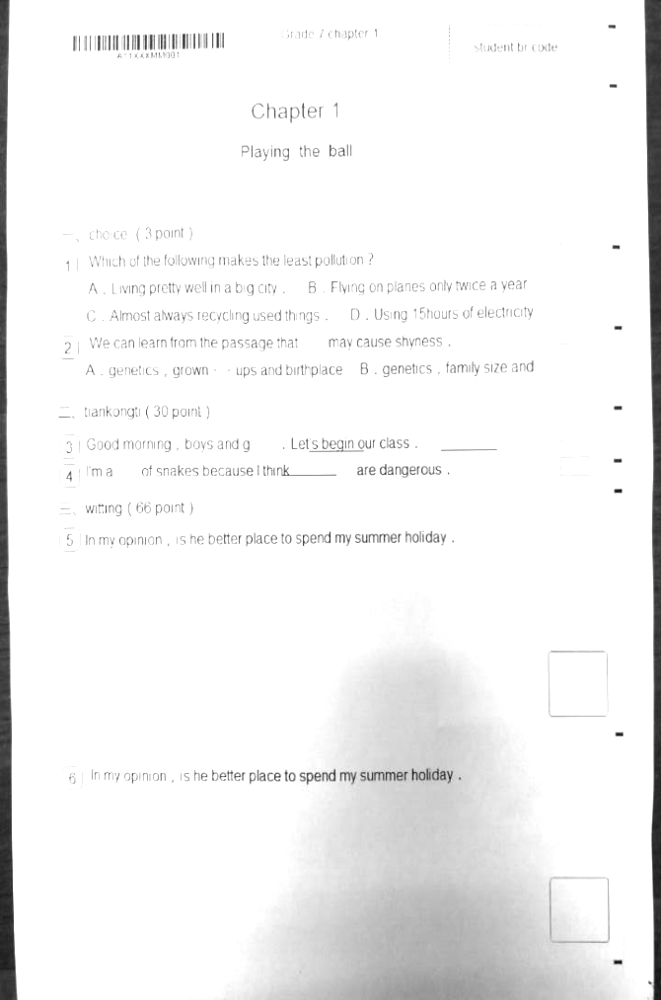 Grade 7 chapter 1
student br code
Chapter 1
Playing the ball
一、choice ( 3 point )
1 Which of the following makes the least pollution ?
A . Living pretty well in a big city . B . Flying on planes only twice a year
C . Almost always recycling used things . D . Using 15hours of electricity
2 We can learn from the passage that may cause shyness .
A . genetics , grown - - ups and birthplace B . genetics , family size and
二、tiankongti ( 30 point )
3 Good morning , boys and g . Let's begin our class . ______
4 I'm a of snakes because I think______ are dangerous .
三、witting ( 66 point )
5 In my opinion , is he better place to spend my summer holiday .
6 In my opinion , is he better place to spend my summer holiday .